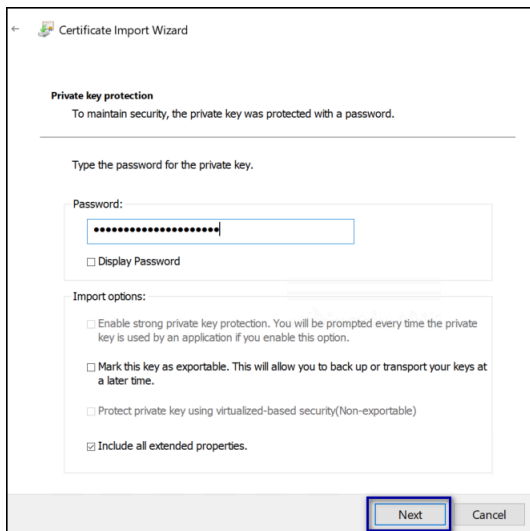 Certificate Import Wizard
Private key protection
To maintain security, the private key was protected with a password.
Type the password for the private key.
Password:
●●●●●●●●●●●●●●●●●●●●●
Display Password
Import options:
Enable strong private key protection. You will be prompted every time the private
key is used by an application if you enable this option.
Mark this key as exportable. This will allow you to back up or transport your keys at
a later time.
Protect private key using virtualized-based security(Non-exportable)
Include all extended properties.
Next
Cancel